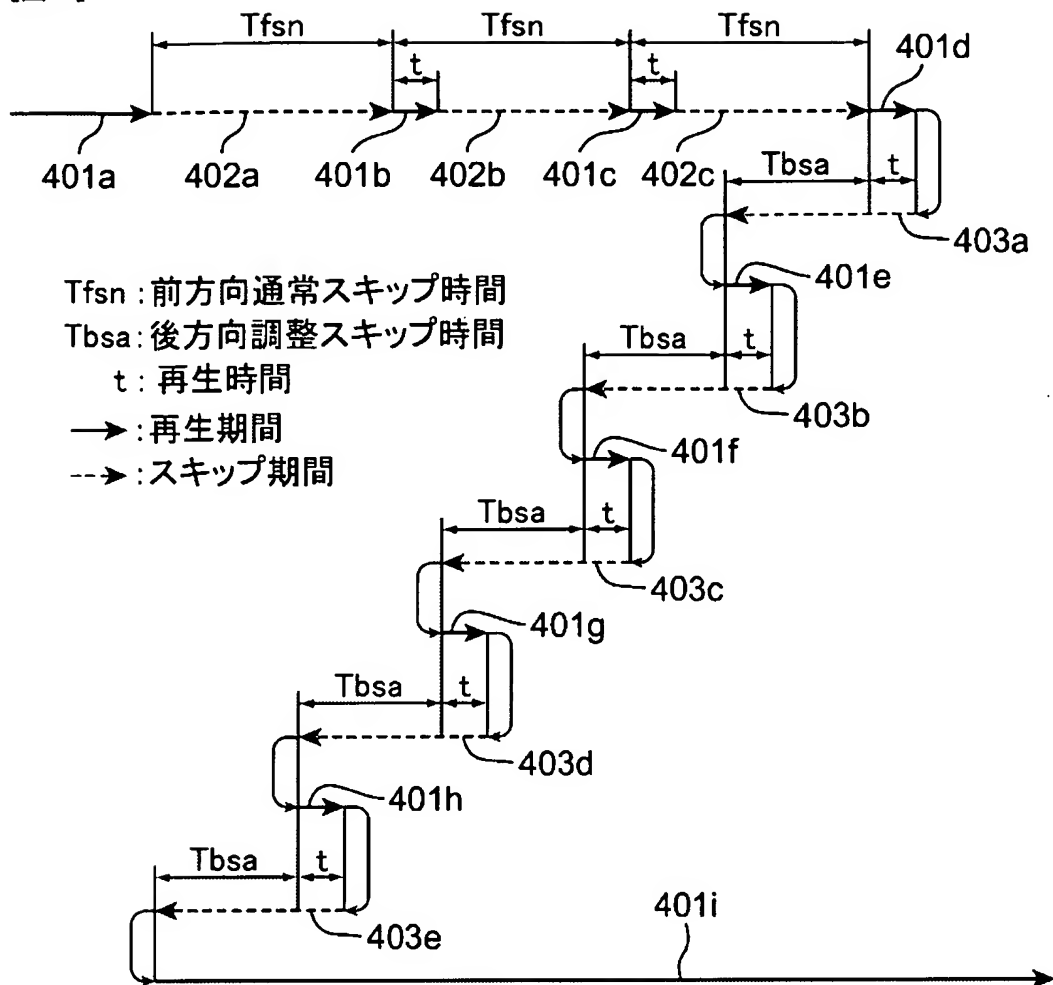 Tfsn Tfsn Tfsn
t t 401d
401a 402a 401b 402b 401c 402c
Tbsa t
403a
401e
Tfsn:前方向通常スキップ時間
Tbsa:後方向調整スキップ時間
t:再生時間
:再生期間
:スキップ期間
Tbsa t
403b
401f
Tbsa t
403c
401g
Tbsa t
403d
401h
Tbsa t
403e
401i